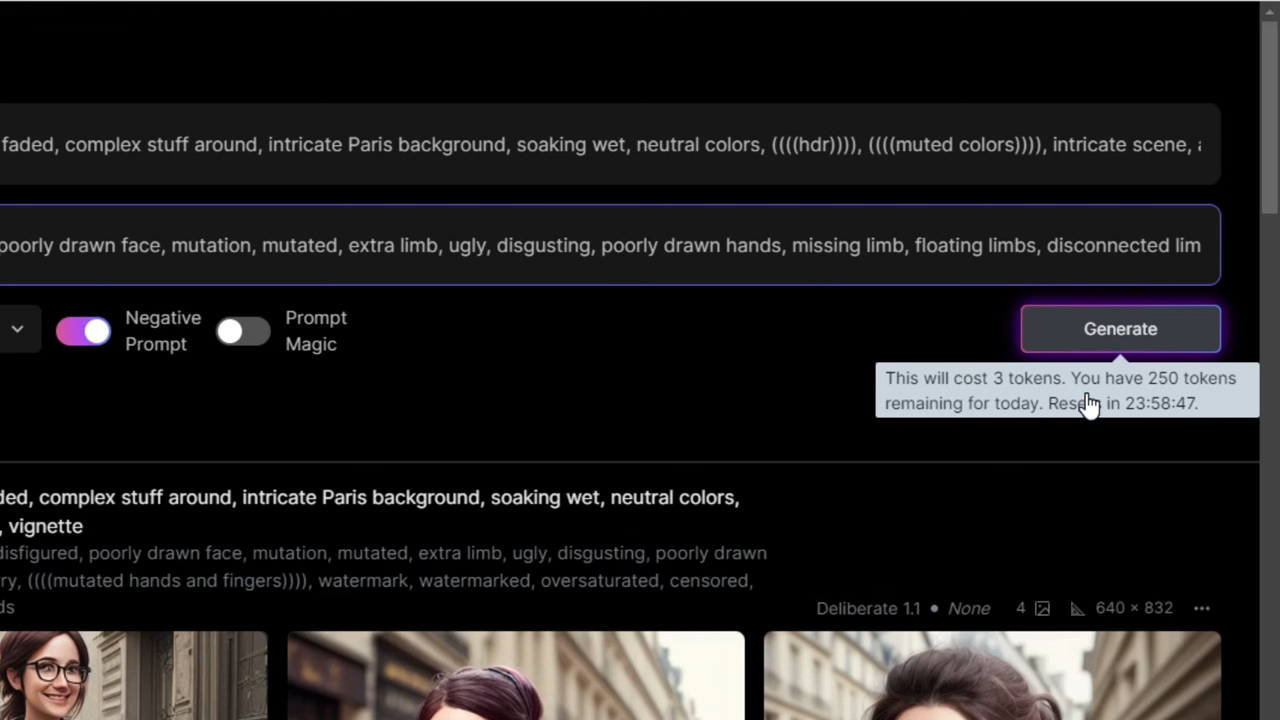 faded, complex stuff around, intricate Paris background, soaking wet, neutral colors, ((((hdr)))), ((((muted colors)))), intricate scene,
poorly drawn face, mutation, mutated, extra limb, ugly, disgusting, poorly drawn hands, missing limb, floating limbs, disconnected lim
Negative
Prompt
Prompt
Magic
Generate
This will cost 3 tokens. You have 250 tokens
remaining for today. in 23:58:47.
ded, complex stuff around, intricate Paris background, soaking wet, neutral colors,
, vignette
disfigured, poorly drawn face, mutation, mutated, extra limb, ugly, disgusting, poorly drawn
ry, ((((mutated hands and fingers)))), watermark, watermarked, oversaturated, censored,
ds
Deliberate 1.1 • None 4 640 × 832 •••